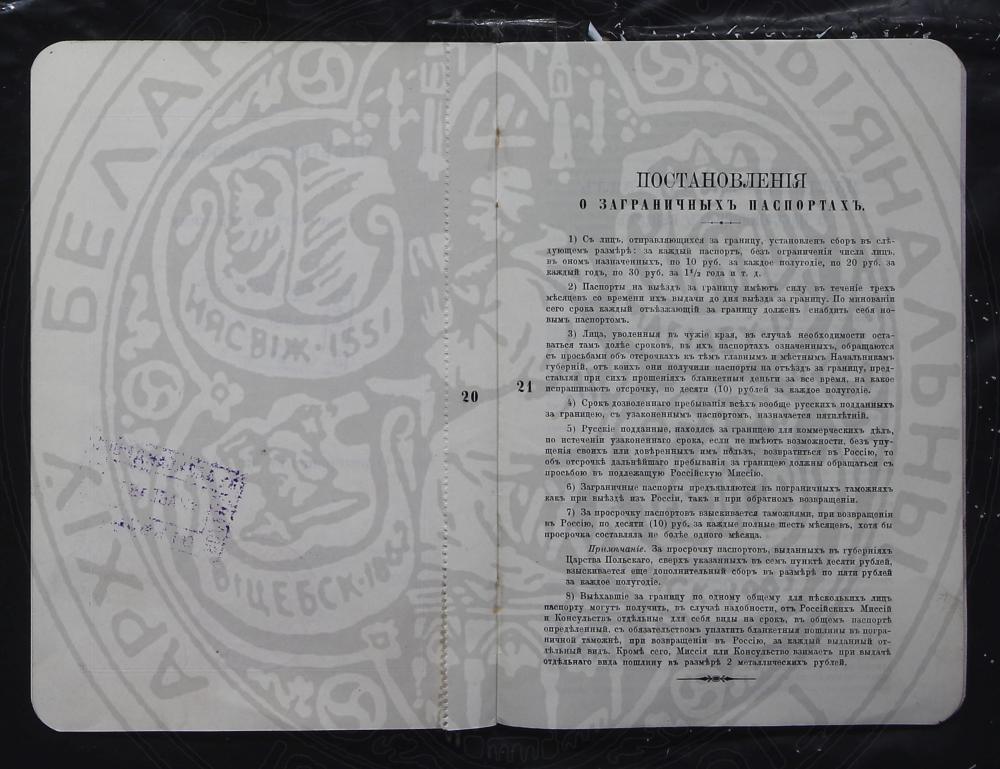 20
21
ПОСТАНОВЛЕНІЯ
О ЗАГРАНИЧНЫХЪ ПАСПОРТАХЪ.
1) Съ лицъ, отправляющихся за границу, установленъ сборъ въ слѣ-
дующемъ размѣрѣ: за каждый паспортъ, безъ ограниченія числа лицъ,
въ ономъ назначенныхъ, по 10 руб. за каждое полугодіе, по 20 руб. за
каждый годъ, по 30 руб. за 1¹/₂ года и т. д.
2) Паспорты на выѣздъ за границу имѣютъ силу въ теченіе трехъ
мѣсяцевъ со времени ихъ выдачи до дня выѣзда за границу. По минованіи
сего срока каждый отъѣзжающій за границу долженъ снабдить себя но-
вымъ паспортомъ.
3) Лица, уволенныя въ чужіе края, въ случаѣ необходимости оста-
ваться тамъ долѣе сроковъ, въ ихъ паспортахъ означенныхъ, обращаются
съ просьбами объ отсрочкахъ къ тѣмъ главнымъ и мѣстнымъ Начальникамъ
губерній, отъ коихъ они получили паспорты на отъѣздъ за границу, пред-
ставляя при сихъ прошеніяхъ бланкетныя деньги за все время, на какое
испрашиваютъ отсрочку, по десяти (10) рублей за каждое полугодіе.
4) Срокъ дозволеннаго пребыванія всѣхъ вообще русскихъ подданныхъ
за границею, съ узаконеннымъ паспортомъ, назначается пятилѣтній.
5) Русскіе подданные, находясь за границею для коммерческихъ дѣлъ,
по истеченіи узаконеннаго срока, если не имѣютъ возможности, безъ упу-
щенія своихъ или довѣренныхъ имъ пользъ, возвратиться въ Россію, то
объ отсрочкѣ дальнѣйшаго пребыванія за границею должны обращаться съ
просьбою въ подлежащую Россійскую Миссію.
6) Заграничные паспорты предъявляются въ пограничныхъ таможняхъ
какъ при выѣздѣ изъ Россіи, такъ и при обратномъ возвращеніи.
7) За просрочку паспортовъ взыскивается таможнями, при возвращеніи
въ Россію, по десяти (10) руб. за каждые полные шесть мѣсяцевъ, хотя бы
просрочка составляла не болѣе одного мѣсяца.
Примѣчаніе. За просрочку паспортовъ, выданныхъ въ губерніяхъ
Царства Польскаго, сверхъ указанныхъ въ семъ пунктѣ десяти рублей,
взыскивается еще дополнительный сборъ въ размѣрѣ по пяти рублей
за каждое полугодіе.
8) Выѣхавшіе за границу по одному общему для нѣсколькихъ лицъ
паспорту могутъ получить, въ случаѣ надобности, отъ Россійскихъ Миссій
и Консульствъ отдѣльные для себя виды на срокъ, въ общемъ паспортѣ
опредѣленный, съ обязательствомъ уплатить бланкетныя пошлины въ погра-
ничной таможнѣ, при возвращеніи въ Россію, за каждый выданный от-
дѣльный видъ. Кромѣ сего, Миссія или Консульство взимаетъ при выдачѣ
отдѣльнаго вида пошлину въ размѣрѣ 2 металлическихъ рублей.